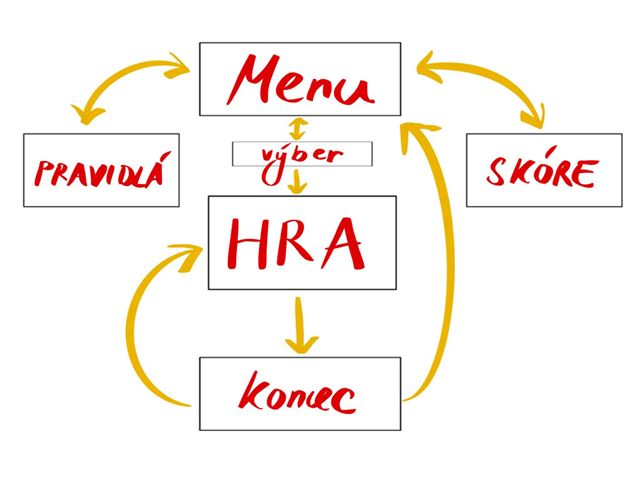 Menu
PRAVIDLÁ
výber
SKÓRE
HRA
Konec